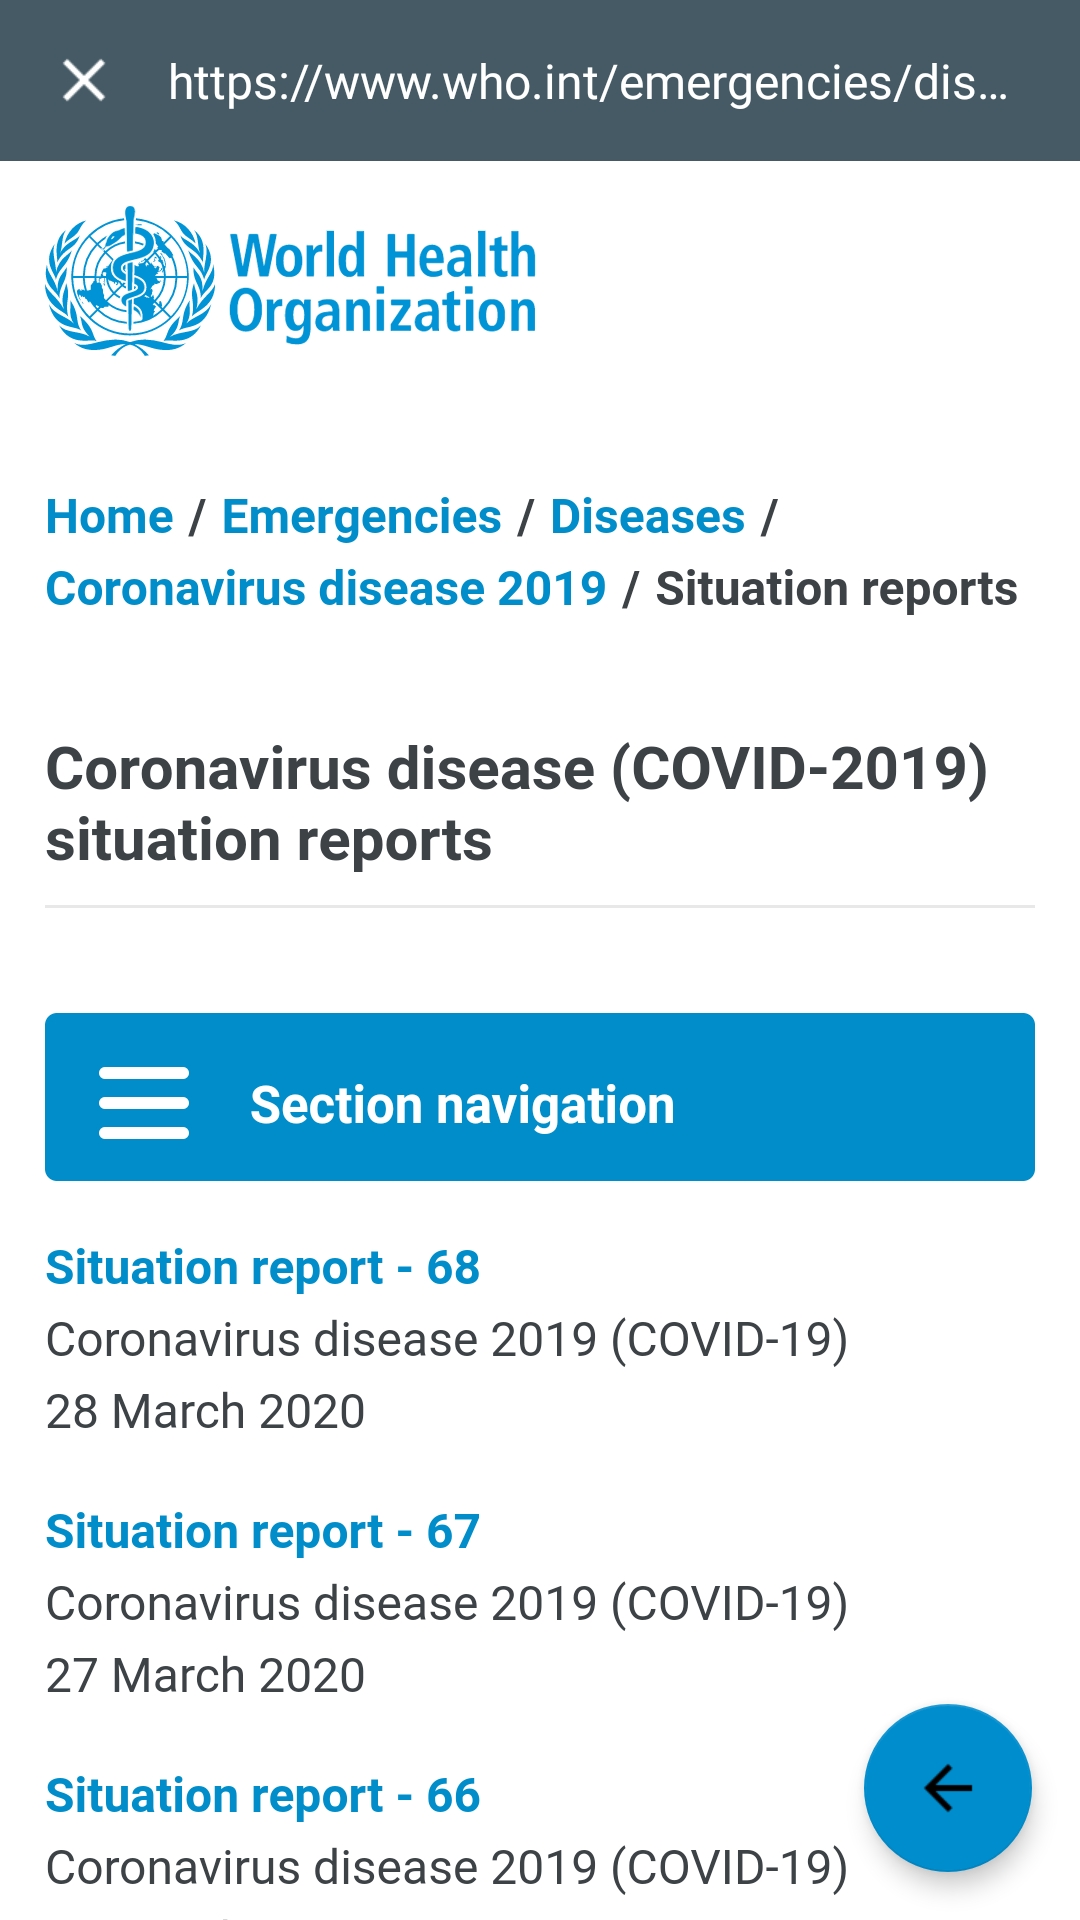 https://www.who.int/emergencies/dis...
World Health
Organization
Home / Emergencies / Diseases /
Coronavirus disease 2019 / Situation reports
Coronavirus disease (COVID-2019)
situation reports
Section navigation
Situation report - 68
Coronavirus disease 2019 (COVID-19)
28 March 2020
Situation report - 67
Coronavirus disease 2019 (COVID-19)
27 March 2020
Situation report - 66
Coronavirus disease 2019 (COVID-19)